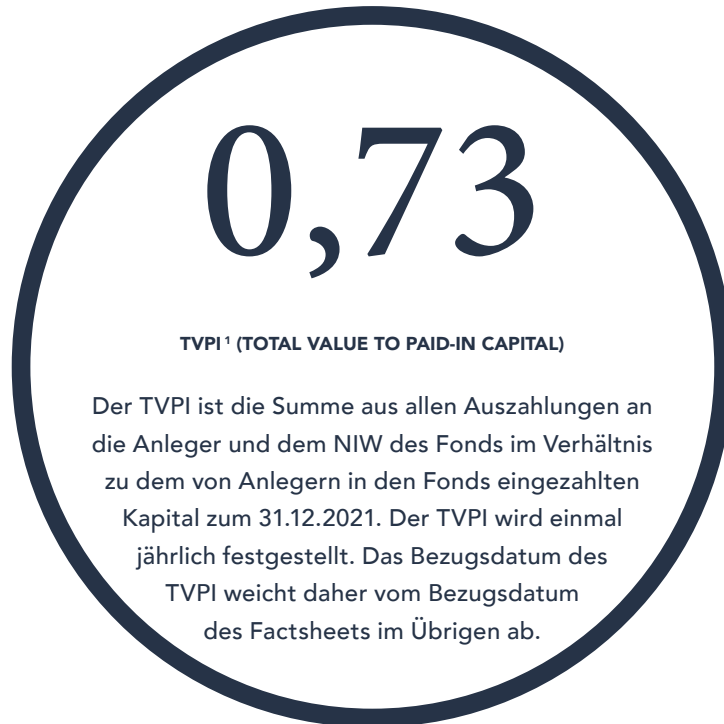 0,73
TVPI¹ (TOTAL VALUE TO PAID-IN CAPITAL)
Der TVPI ist die Summe aus allen Auszahlungen an
die Anleger und dem NIW des Fonds im Verhältnis
zu dem von Anlegern in den Fonds eingezahlten
Kapital zum 31.12.2021. Der TVPI wird einmal
jährlich festgestellt. Das Bezugsdatum des
TVPI weicht daher vom Bezugsdatum
des Factsheets im Übrigen ab.